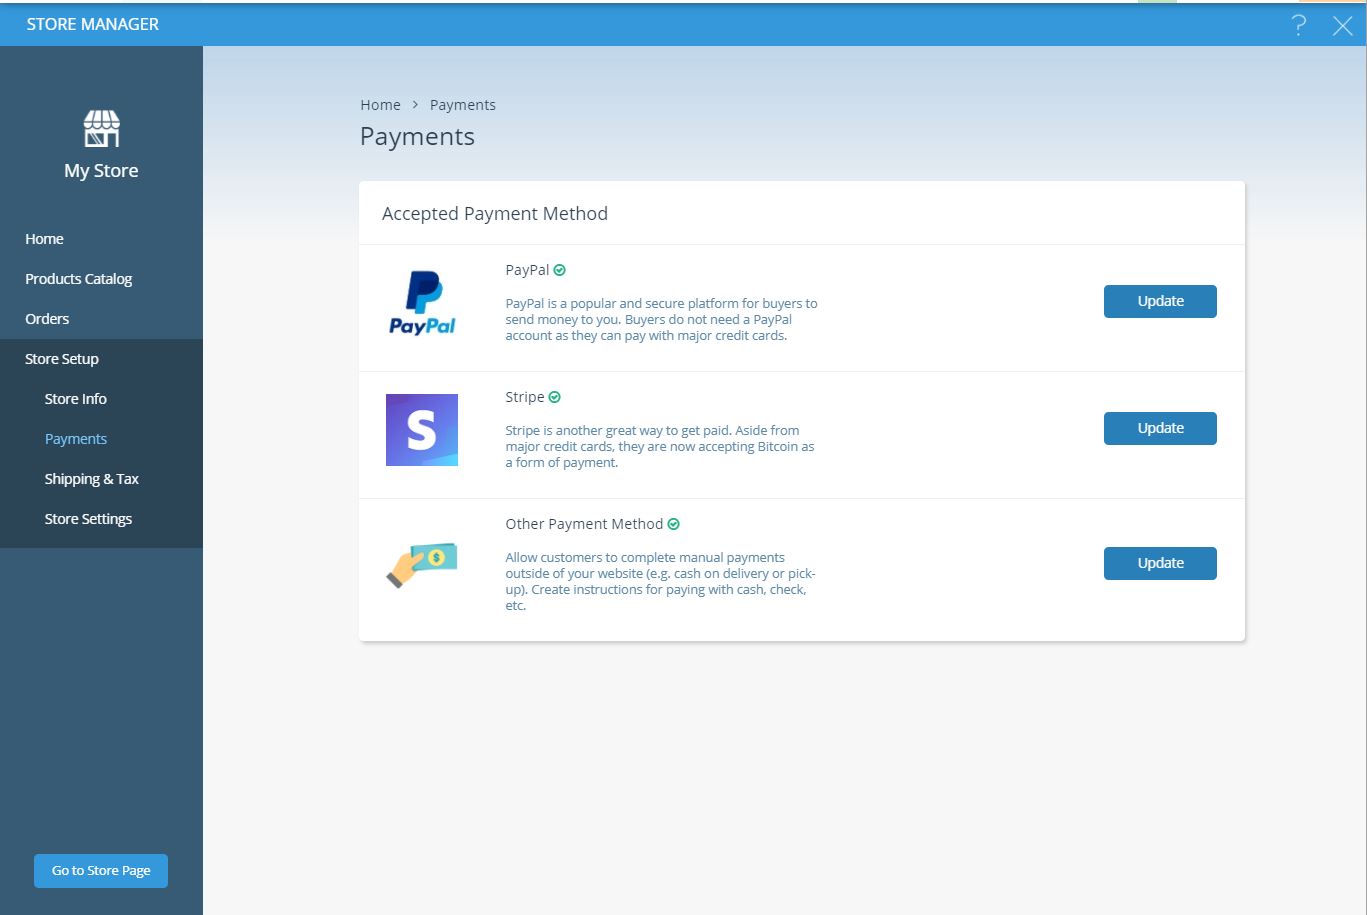 STORE MANAGER
?
My Store
Home
Products Catalog
Orders
Store Setup
Store Info
Payments
Shipping & Tax
Store Settings
Go to Store Page
Home > Payments
Payments
Accepted Payment Method
PayPal
PayPal
PayPal is a popular and secure platform for buyers to
send money to you. Buyers do not need a PayPal
account as they can pay with major credit cards.
Update
S
Stripe
Stripe is another great way to get paid. Aside from
major credit cards, they are now accepting Bitcoin as
a form of payment.
Update
$
Other Payment Method
Allow customers to complete manual payments
outside of your website (e.g. cash on delivery or pick-
up). Create instructions for paying with cash, check,
etc.
Update